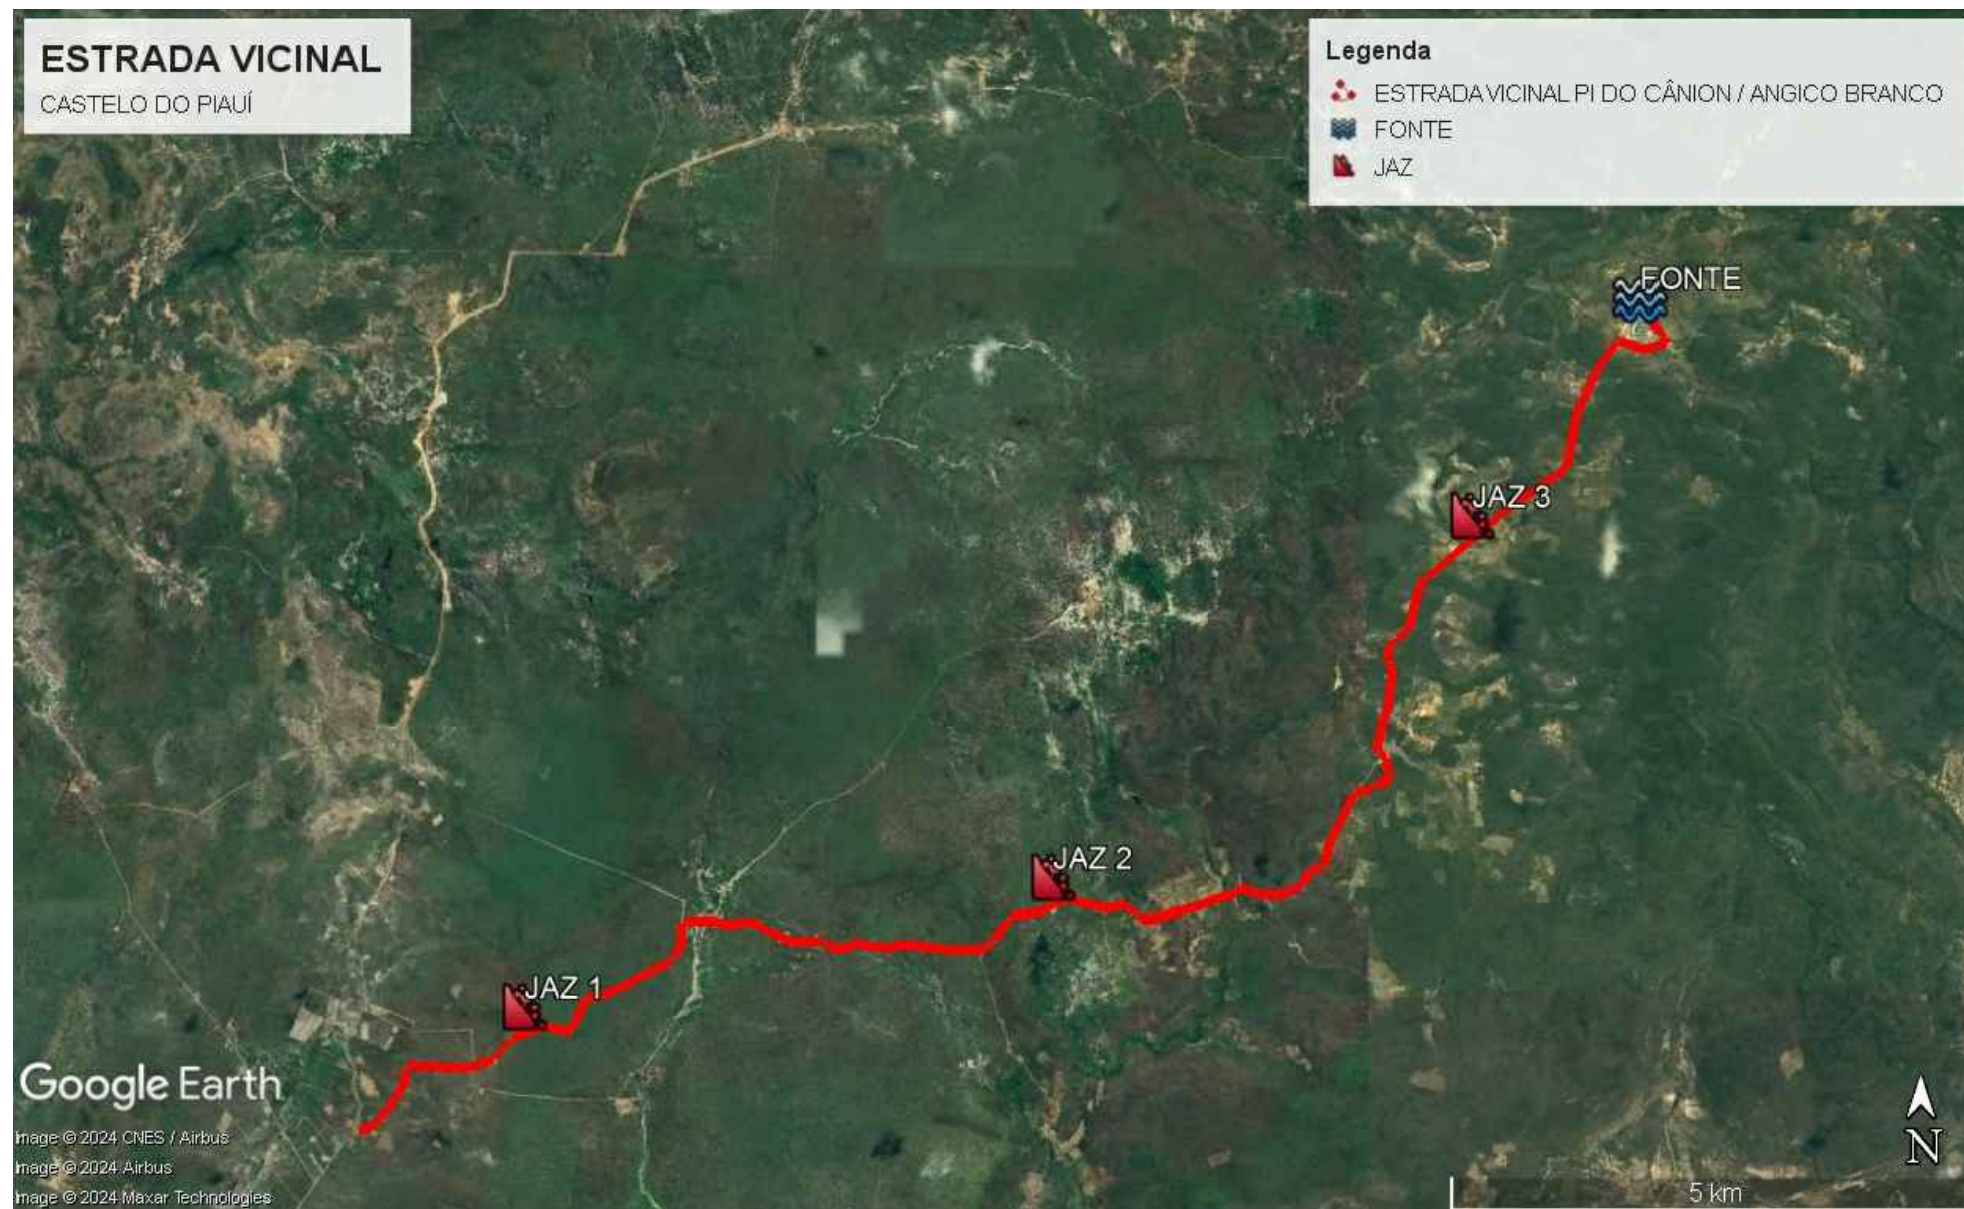 ESTRADA VICINAL
CASTELO DO PIAUÍ
Legenda
ESTRADA VICINAL PI DO CÂNION / ANGICO BRANCO
FONTE
JAZ
FONTE
JAZ 3
JAZ 2
JAZ 1
Google Earth
Image © 2024 CNES / Airbus
Image © 2024 Airbus
Image © 2024 Maxar Technologies
N
5 km